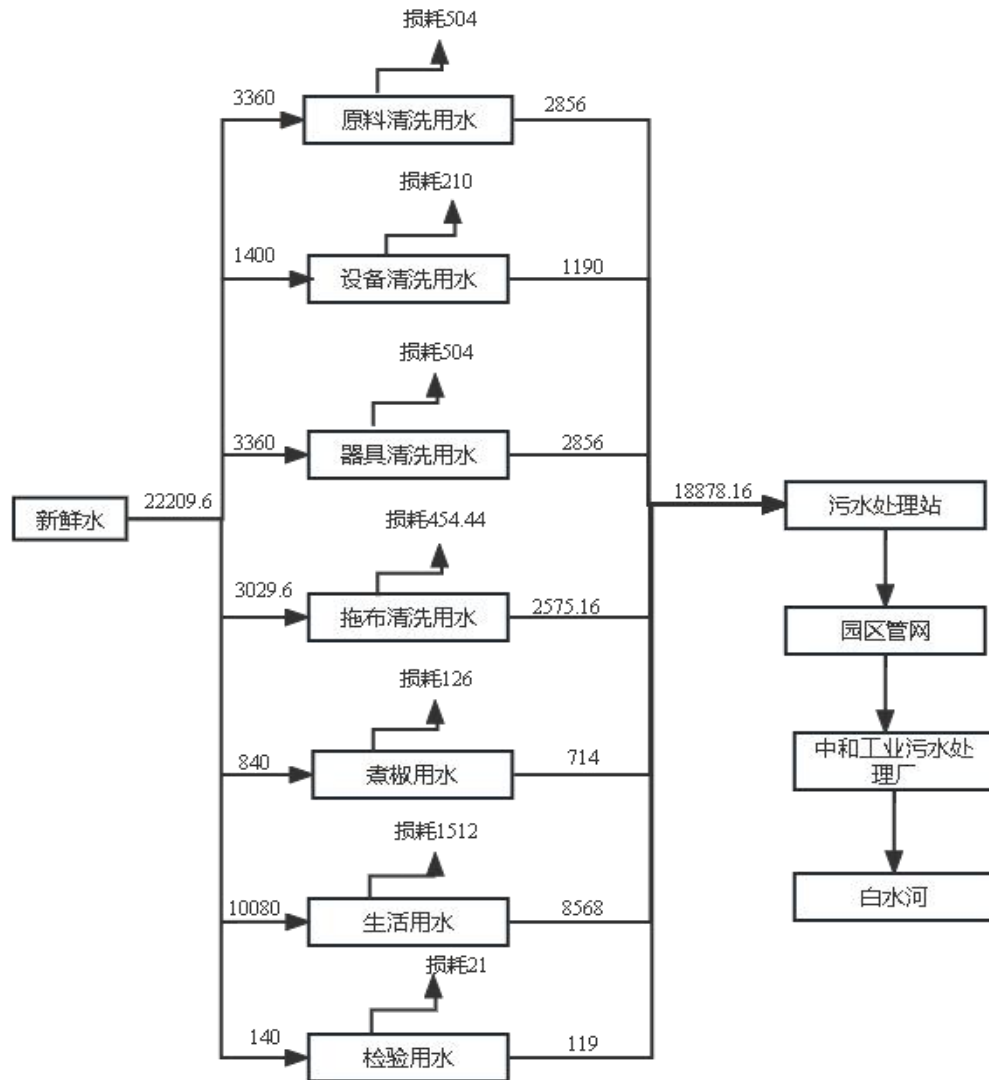 损耗504
3360
原料清洗用水
2856
损耗210
1400
设备清洗用水
1190
损耗504
3360
器具清洗用水
2856
新鲜水
22209.6
18878.16
污水处理站
损耗454.44
3029.6
拖布清洗用水
2575.16
园区管网
损耗126
840
煮椒用水
714
中和工业污水处
理厂
损耗1512
10080
生活用水
8568
白水河
损耗21
140
检验用水
119